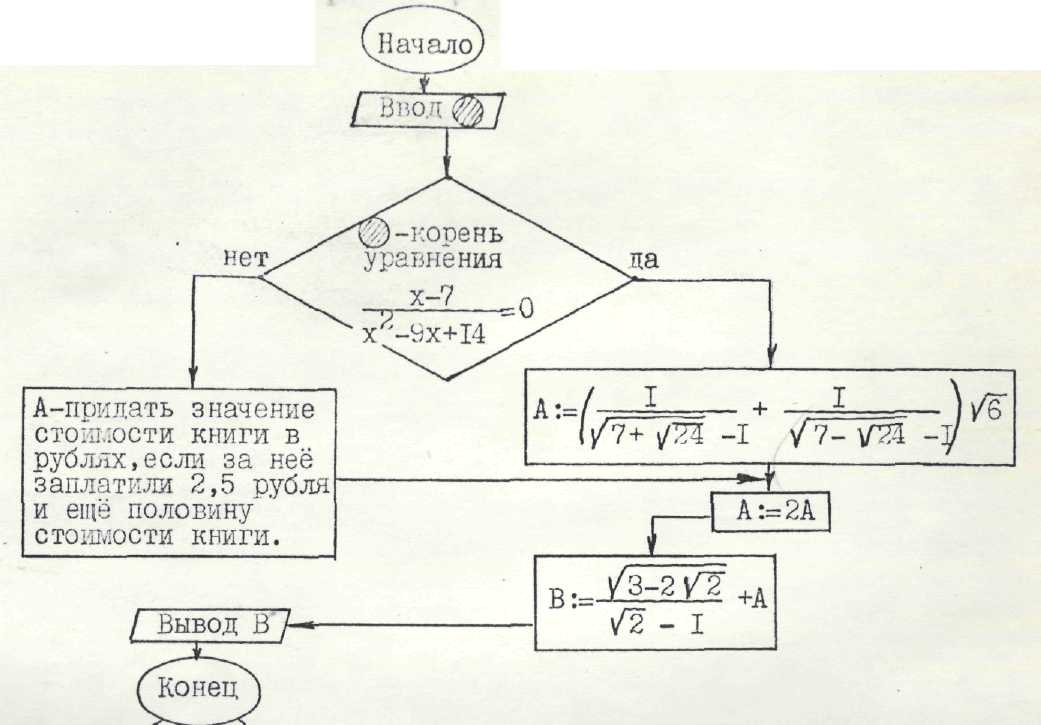 Начало
Ввод
-корень
уравнения
x-7
x²-9x+I4
=0
нет
да
А-придать значение
стоимости книги в
рублях, если за неё
заплатили 2,5 рубля
и ещё половину
стоимости книги.
A:=(I/(√(7+√24) -I) + I/(√(7-√24) -I))√6
A:=2A
B:=√(3-2√2)/(√2 - I) +A
Вывод В
Конец